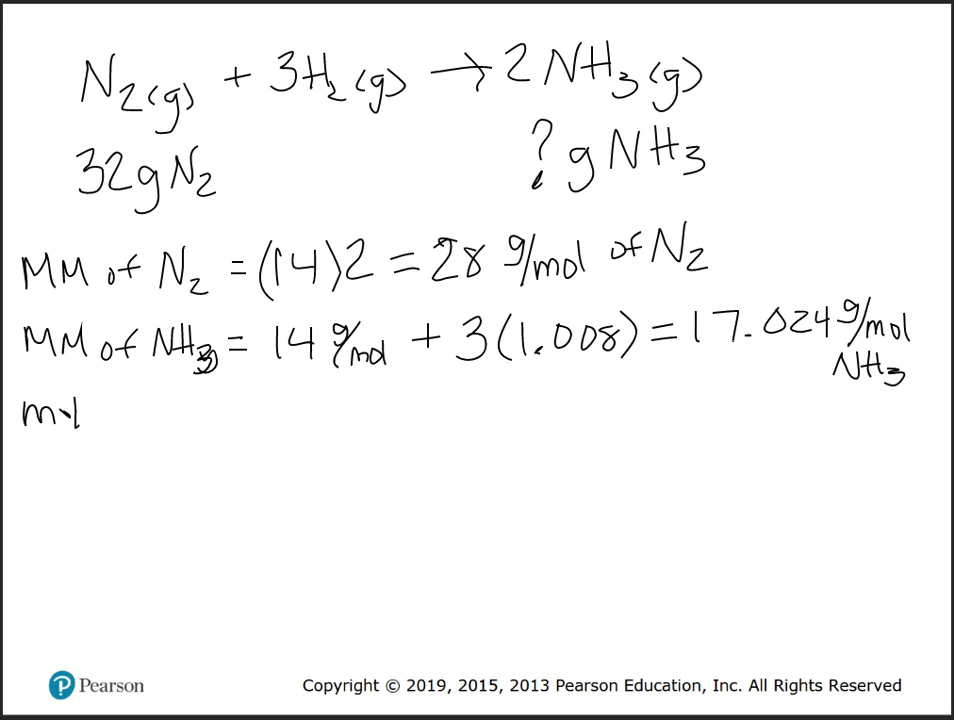 N2(g) + 3H2(g) → 2NH3(g)
32g N2 ? g NH3
MM of N2 = (14)2 = 28 g/mol of N2
MM of NH3 = 14 g/mol + 3(1.008) = 17.024 g/mol
NH3
mol
P Pearson Copyright © 2019, 2015, 2013 Pearson Education, Inc. All Rights Reserved